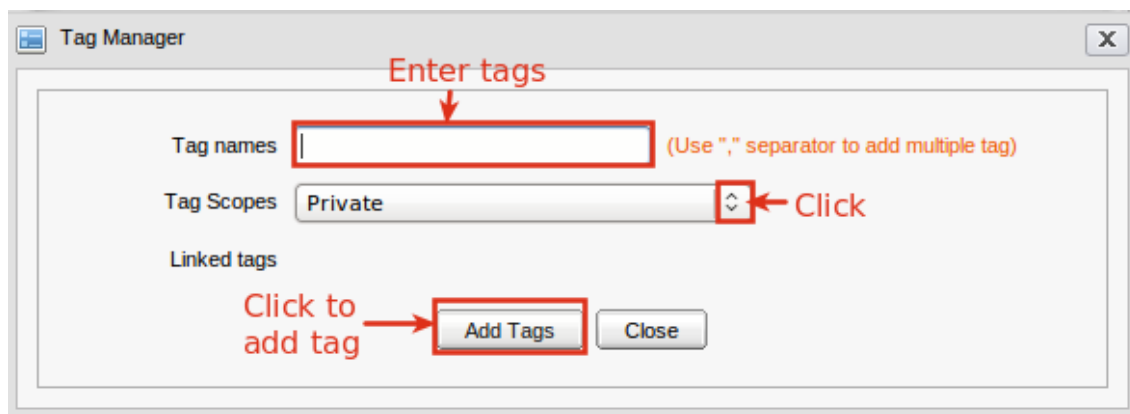 Tag Manager
X
Enter tags
Tag names
(Use "," separator to add multiple tag)
Tag Scopes
Private
Click
Linked tags
Click to
add tag
Add Tags
Close